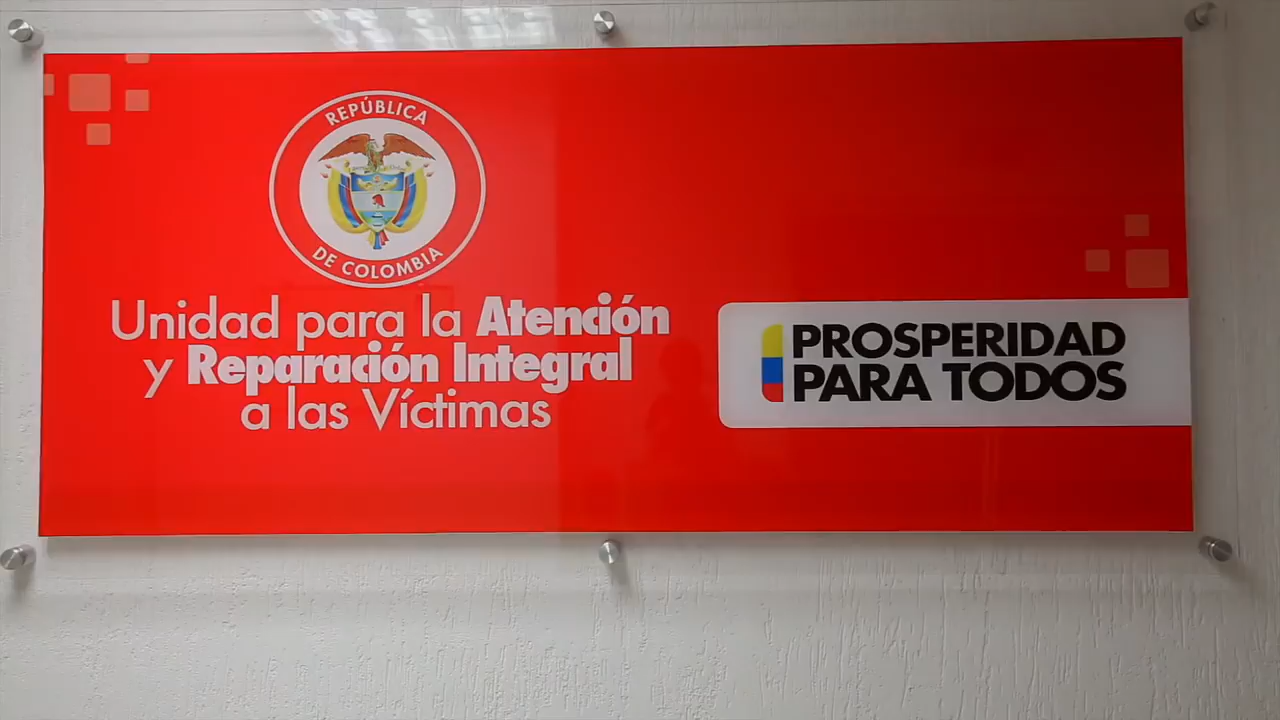 REPÚBLICA
DE COLOMBIA
Unidad para la Atención
y Reparación Integral
a las Víctimas
PROSPERIDAD
PARA TODOS